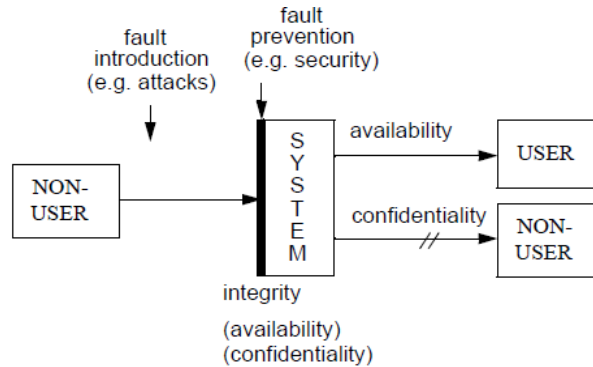 fault
introduction
(e.g. attacks)
fault
prevention
(e.g. security)
NON-
USER
S
Y
S
T
E
M
availability
USER
confidentiality
NON-
USER
integrity
(availability)
(confidentiality)